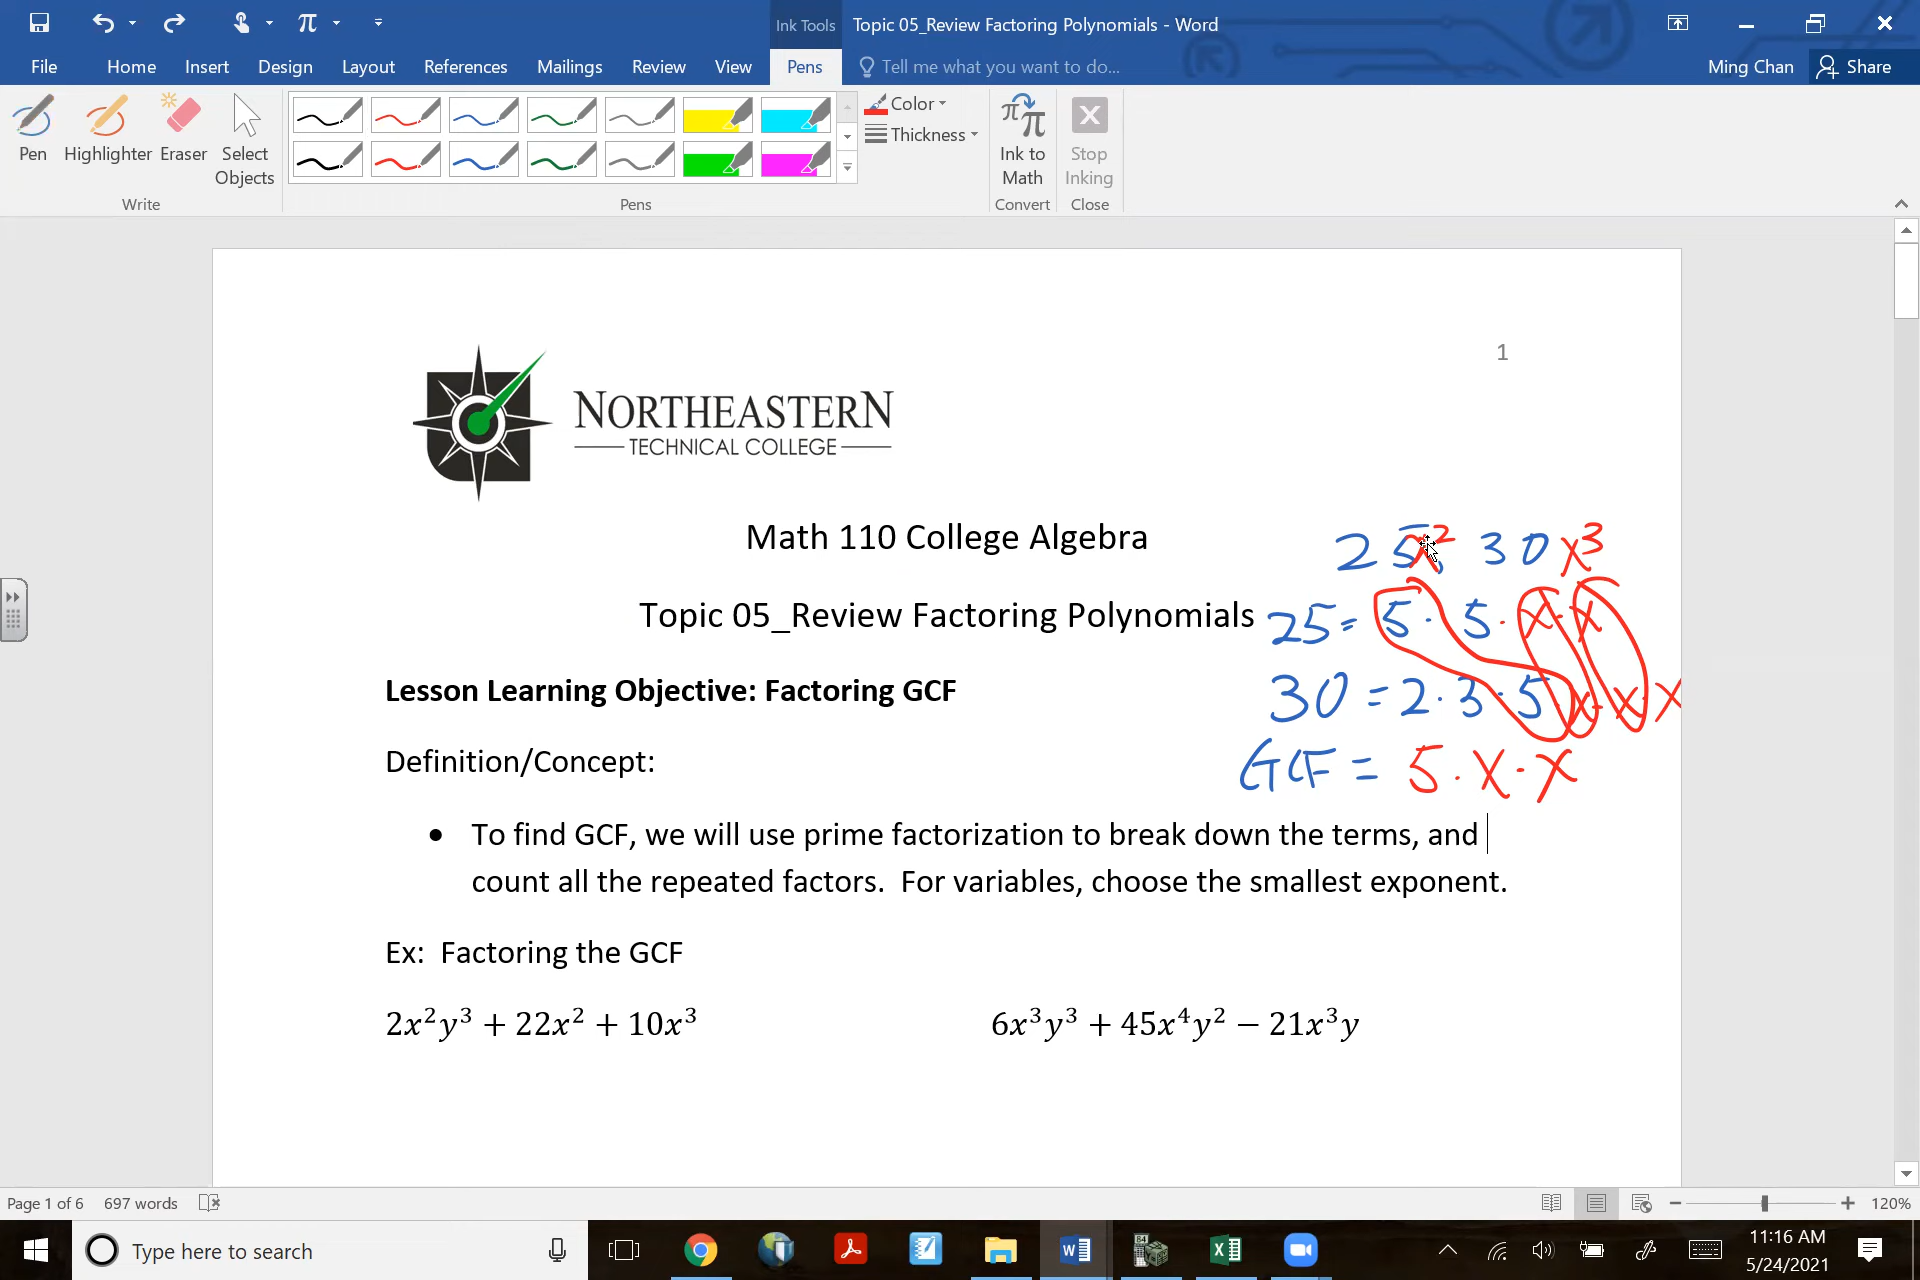 Ink Tools
Topic 05_Review Factoring Polynomials - Word
File Home Insert Design Layout References Mailings Review View Pens Tell me what you want to do... Ming Chan Share
Pen Highlighter Eraser Select Objects
Write
Pens
Color
Thickness
Ink to Math
Convert
Stop Inking
Close
1
NORTHEASTERN
TECHNICAL COLLEGE
Math 110 College Algebra
25x², 30x³
Topic 05_Review Factoring Polynomials
25 = 5 · 5 · x · x
Lesson Learning Objective: Factoring GCF
30 = 2 · 3 · 5 · x · x · x
Definition/Concept:
GCF = 5 · x · x
• To find GCF, we will use prime factorization to break down the terms, and
count all the repeated factors.  For variables, choose the smallest exponent.
Ex:  Factoring the GCF
2x²y³ + 22x² + 10x³
6x³y³ + 45x⁴y² − 21x³y
Page 1 of 6 697 words
120%
Type here to search
11:16 AM
5/24/2021